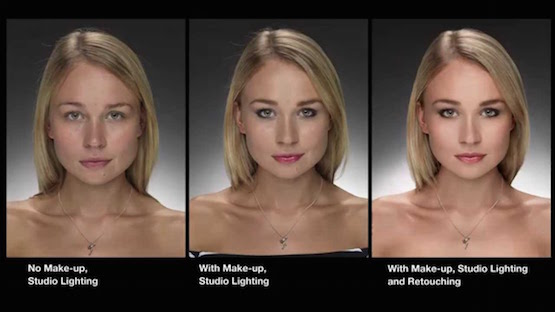 No Make-up,
Studio Lighting
With Make-up,
Studio Lighting
With Make-up, Studio Lighting
and Retouching